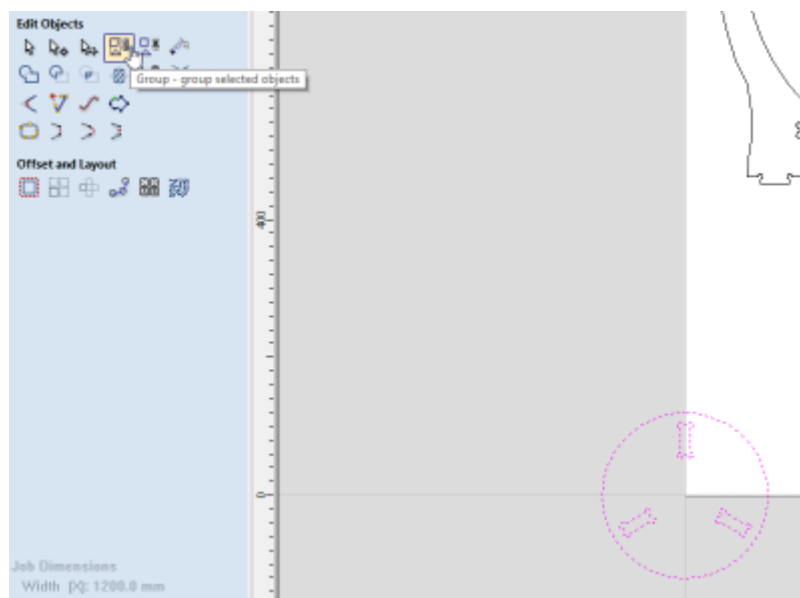 Edit Objects
Group - group selected objects
Offset and Layout
400
0
Job Dimensions
Width [X]: 1200.0 mm